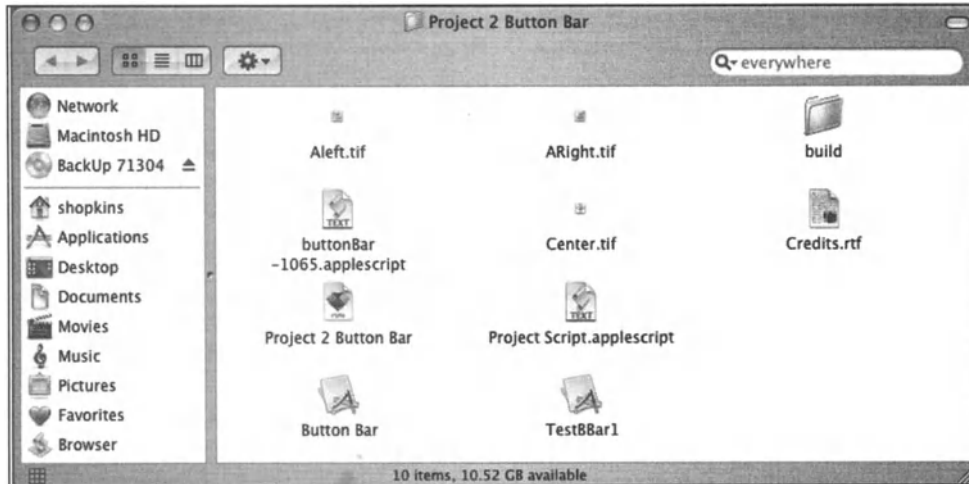 Project 2 Button Bar
everywhere
Network
Macintosh HD
BackUp 71304
shopkins
Applications
Desktop
Documents
Movies
Music
Pictures
Favorites
Browser
Aleft.tif
ARight.tif
build
TEXT
buttonBar
-1065.applescript
Center.tif
Credits.rtf
Project 2 Button Bar
TEXT
Project Script.applescript
Button Bar
TestBBar1
10 items, 10.52 GB available